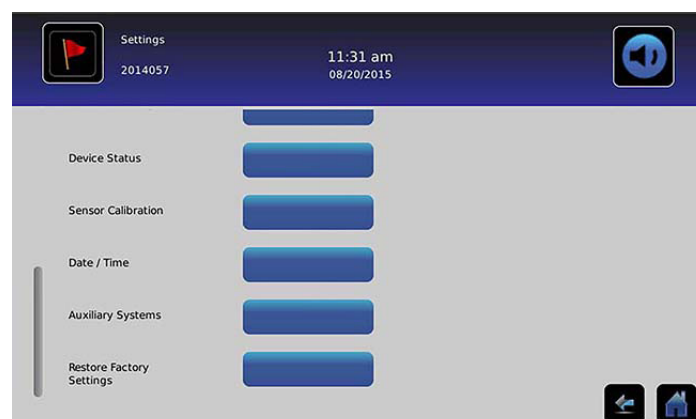 Settings
2014057
11:31 am
08/20/2015
Device Status
Sensor Calibration
Date / Time
Auxiliary Systems
Restore Factory
Settings